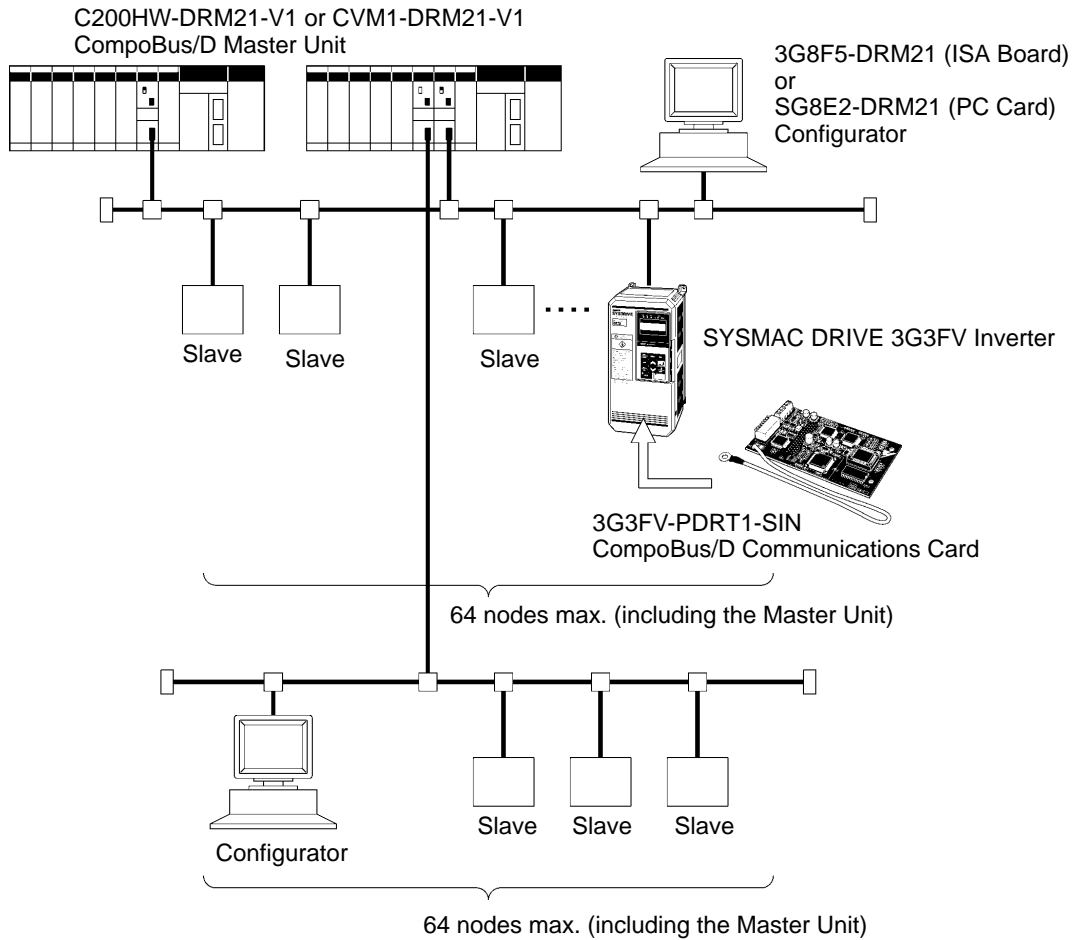 C200HW-DRM21-V1 or CVM1-DRM21-V1
CompoBus/D Master Unit
3G8F5-DRM21 (ISA Board)
or
SG8E2-DRM21 (PC Card)
Configurator
Slave
Slave
Slave
SYSMAC DRIVE 3G3FV Inverter
3G3FV-PDRT1-SIN
CompoBus/D Communications Card
64 nodes max. (including the Master Unit)
Configurator
Slave
Slave
Slave
64 nodes max. (including the Master Unit)